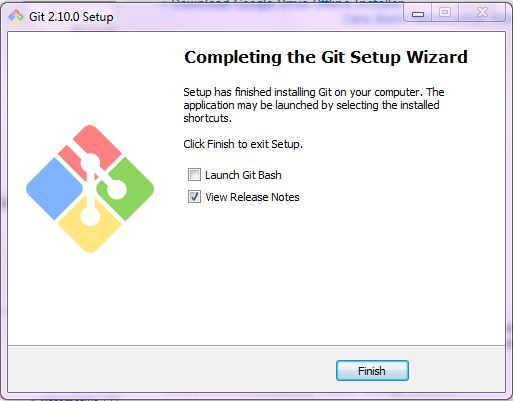 Git 2.10.0 Setup
Completing the Git Setup Wizard
Setup has finished installing Git on your computer. The
application may be launched by selecting the installed
shortcuts.
Click Finish to exit Setup.
Launch Git Bash
View Release Notes
Finish